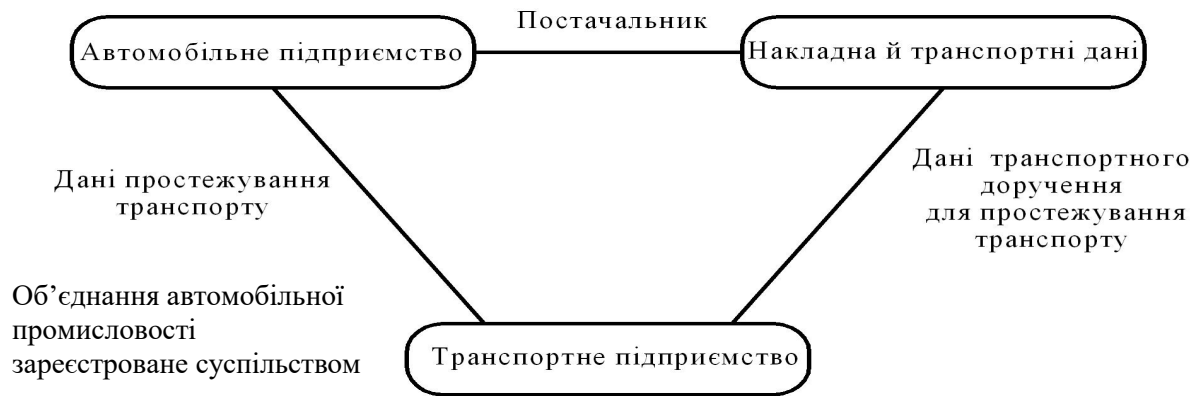 Постачальник
Автомобільне підприємство
Накладна й транспортні дані
Дані простежування
транспорту
Дані транспортного
доручення
для простежування
транспорту
Об’єднання автомобільної
промисловості
зареєстроване суспільством
Транспортне підприємство